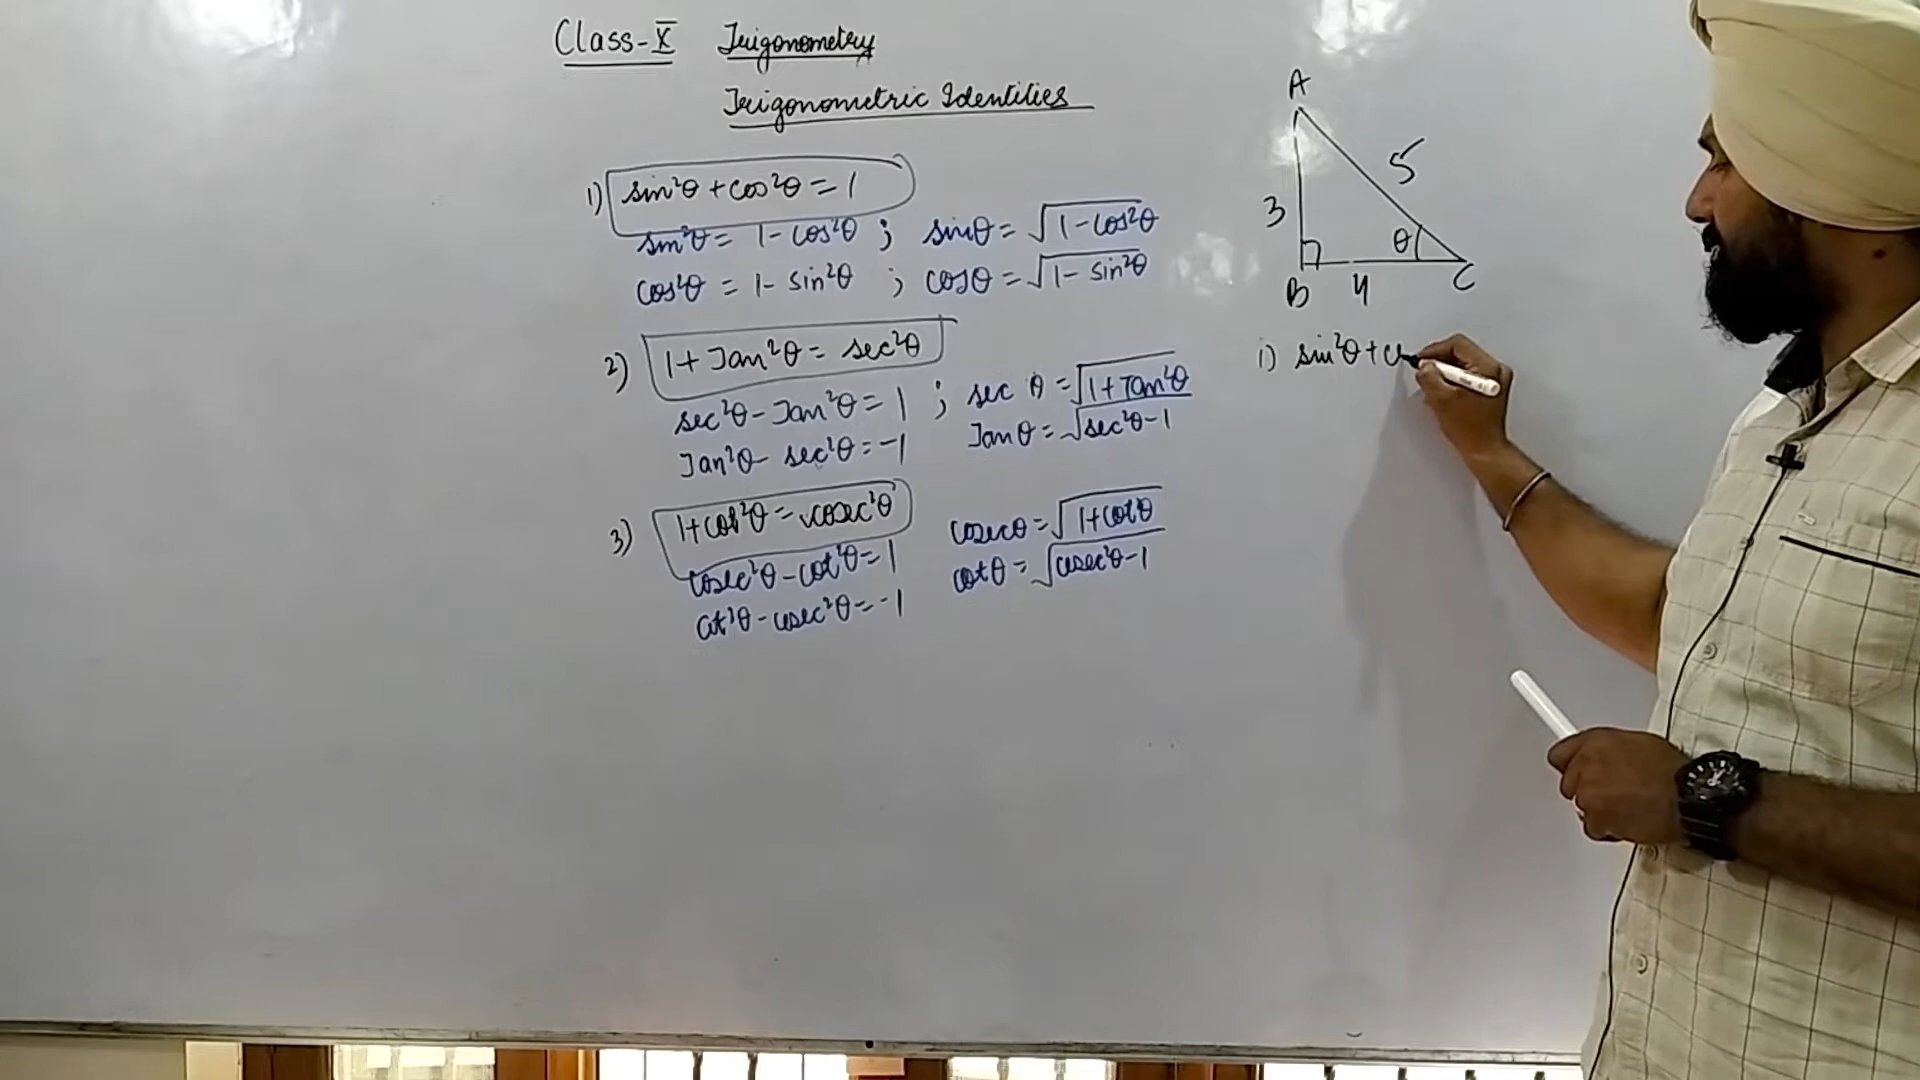 Class-X Trigonometry
Trigonometric Identities
1) sin²θ + cos²θ = 1
sin²θ = 1 - cos²θ ; sinθ = √1 - cos²θ
cos²θ = 1 - sin²θ ; cosθ = √1 - sin²θ
2) 1 + Tan²θ = sec²θ
sec²θ - Tan²θ = 1 ; sec θ = √1 + Tan²θ
Tan²θ - sec²θ = -1 Tanθ = √sec²θ - 1
3) 1 + cot²θ = cosec²θ
cosec²θ - cot²θ = 1 cosecθ = √1 + cot²θ
cot²θ - cosec²θ = -1 cotθ = √cosec²θ - 1
A
5
3
θ
B 4 C
i) sin²θ + co